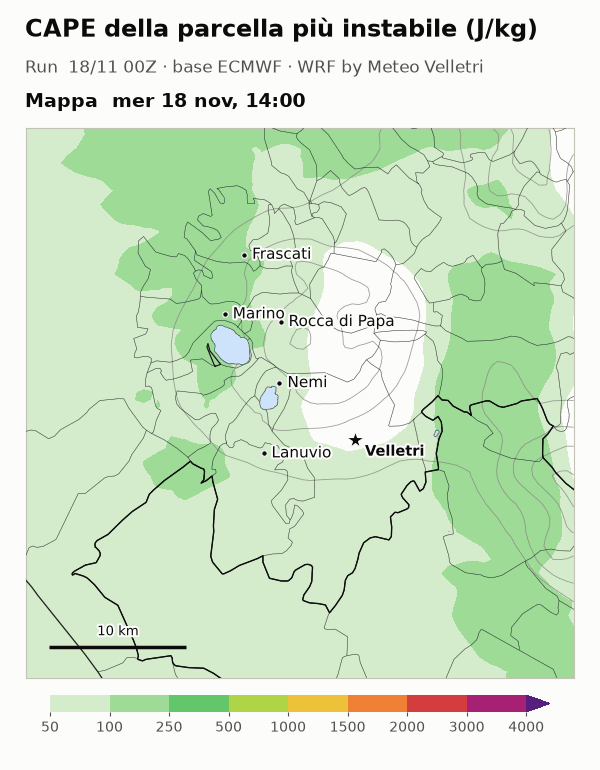 CAPE della parcella più instabile (J/kg)
Run  18/11 00Z · base ECMWF · WRF by Meteo Velletri
Mappa  mer 18 nov, 14:00
Frascati
Marino
Rocca di Papa
Nemi
Velletri
Lanuvio
10 km
50 100 250 500 1000 1500 2000 3000 4000